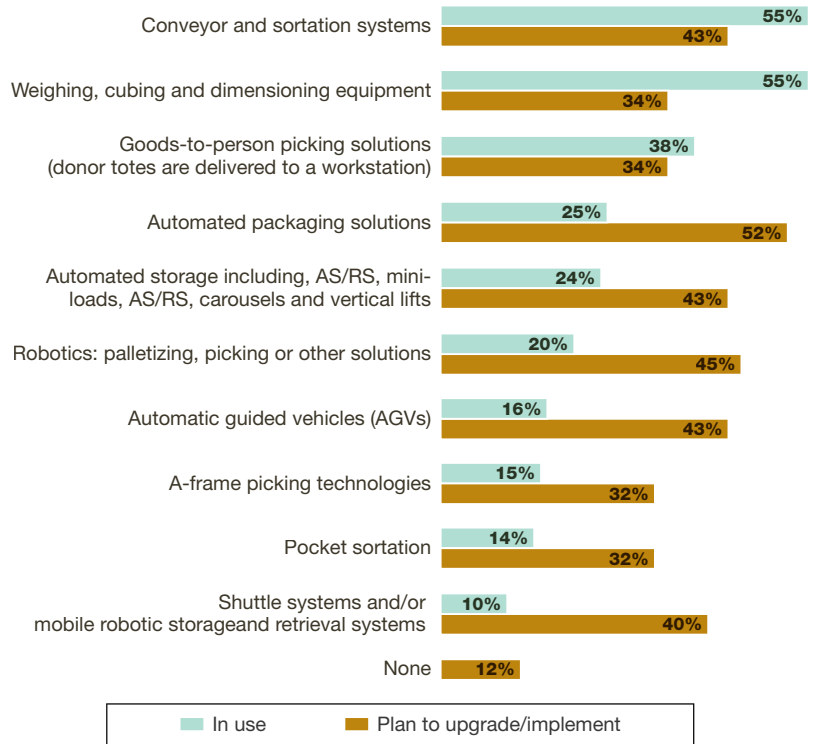 Conveyor and sortation systems
55%
43%
Weighing, cubing and dimensioning equipment
55%
34%
Goods-to-person picking solutions
(donor totes are delivered to a workstation)
38%
34%
Automated packaging solutions
25%
52%
Automated storage including, AS/RS, mini-
loads, AS/RS, carousels and vertical lifts
24%
43%
Robotics: palletizing, picking or other solutions
20%
45%
Automatic guided vehicles (AGVs)
16%
43%
A-frame picking technologies
15%
32%
Pocket sortation
14%
32%
Shuttle systems and/or
mobile robotic storageand retrieval systems
10%
40%
None
12%
In use
Plan to upgrade/implement